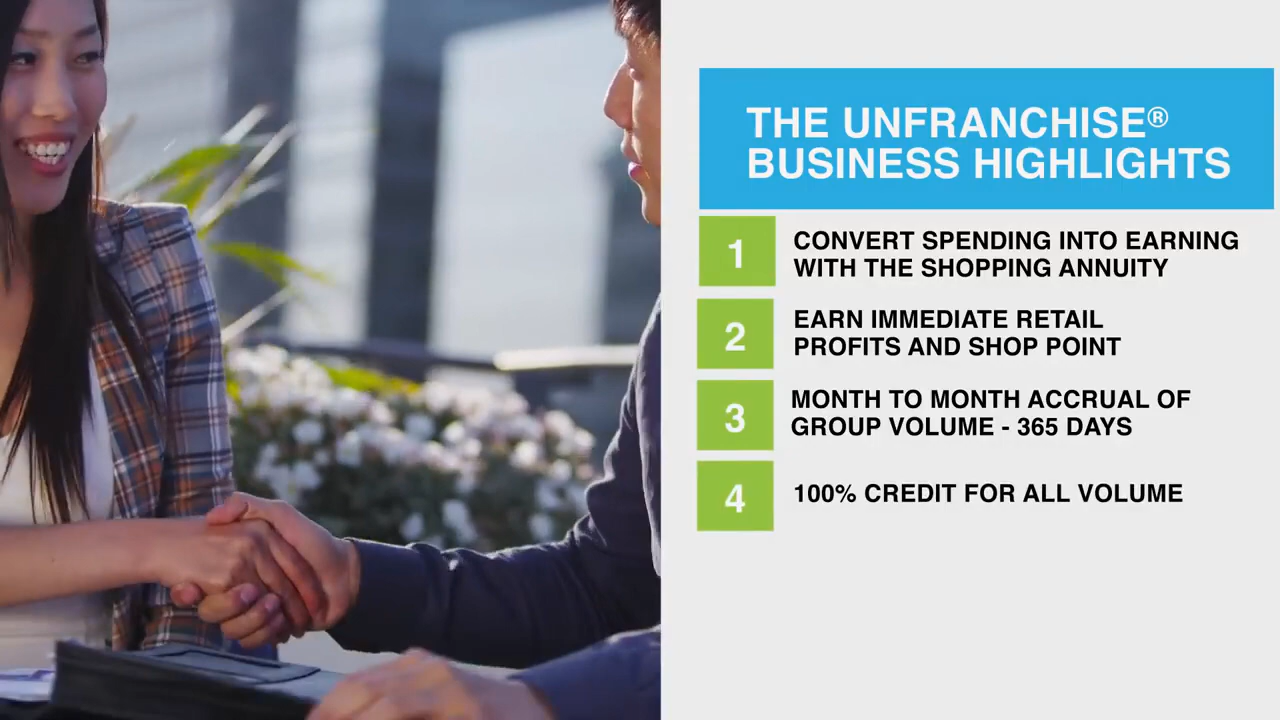 THE UNFRANCHISE®
BUSINESS HIGHLIGHTS
1
CONVERT SPENDING INTO EARNING
WITH THE SHOPPING ANNUITY
2
EARN IMMEDIATE RETAIL
PROFITS AND SHOP POINT
3
MONTH TO MONTH ACCRUAL OF
GROUP VOLUME - 365 DAYS
4
100% CREDIT FOR ALL VOLUME